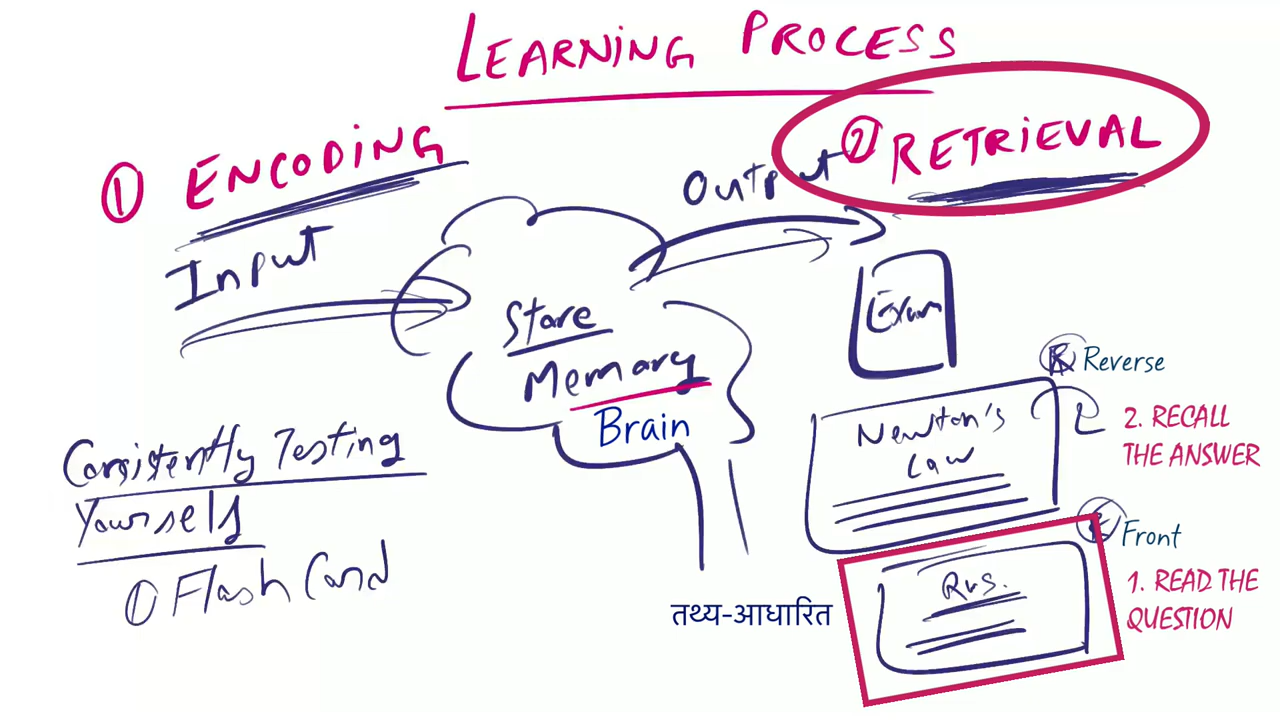 LEARNING PROCESS
① ENCODING
Input
Output
② RETRIEVAL
Store
Memory
Brain
Exam
R Reverse
Newton's
Law
2. RECALL
THE ANSWER
Consistently Testing
Yourself
① Flash Card
Front
Qus.
1. READ THE
QUESTION
तथ्य-आधारित